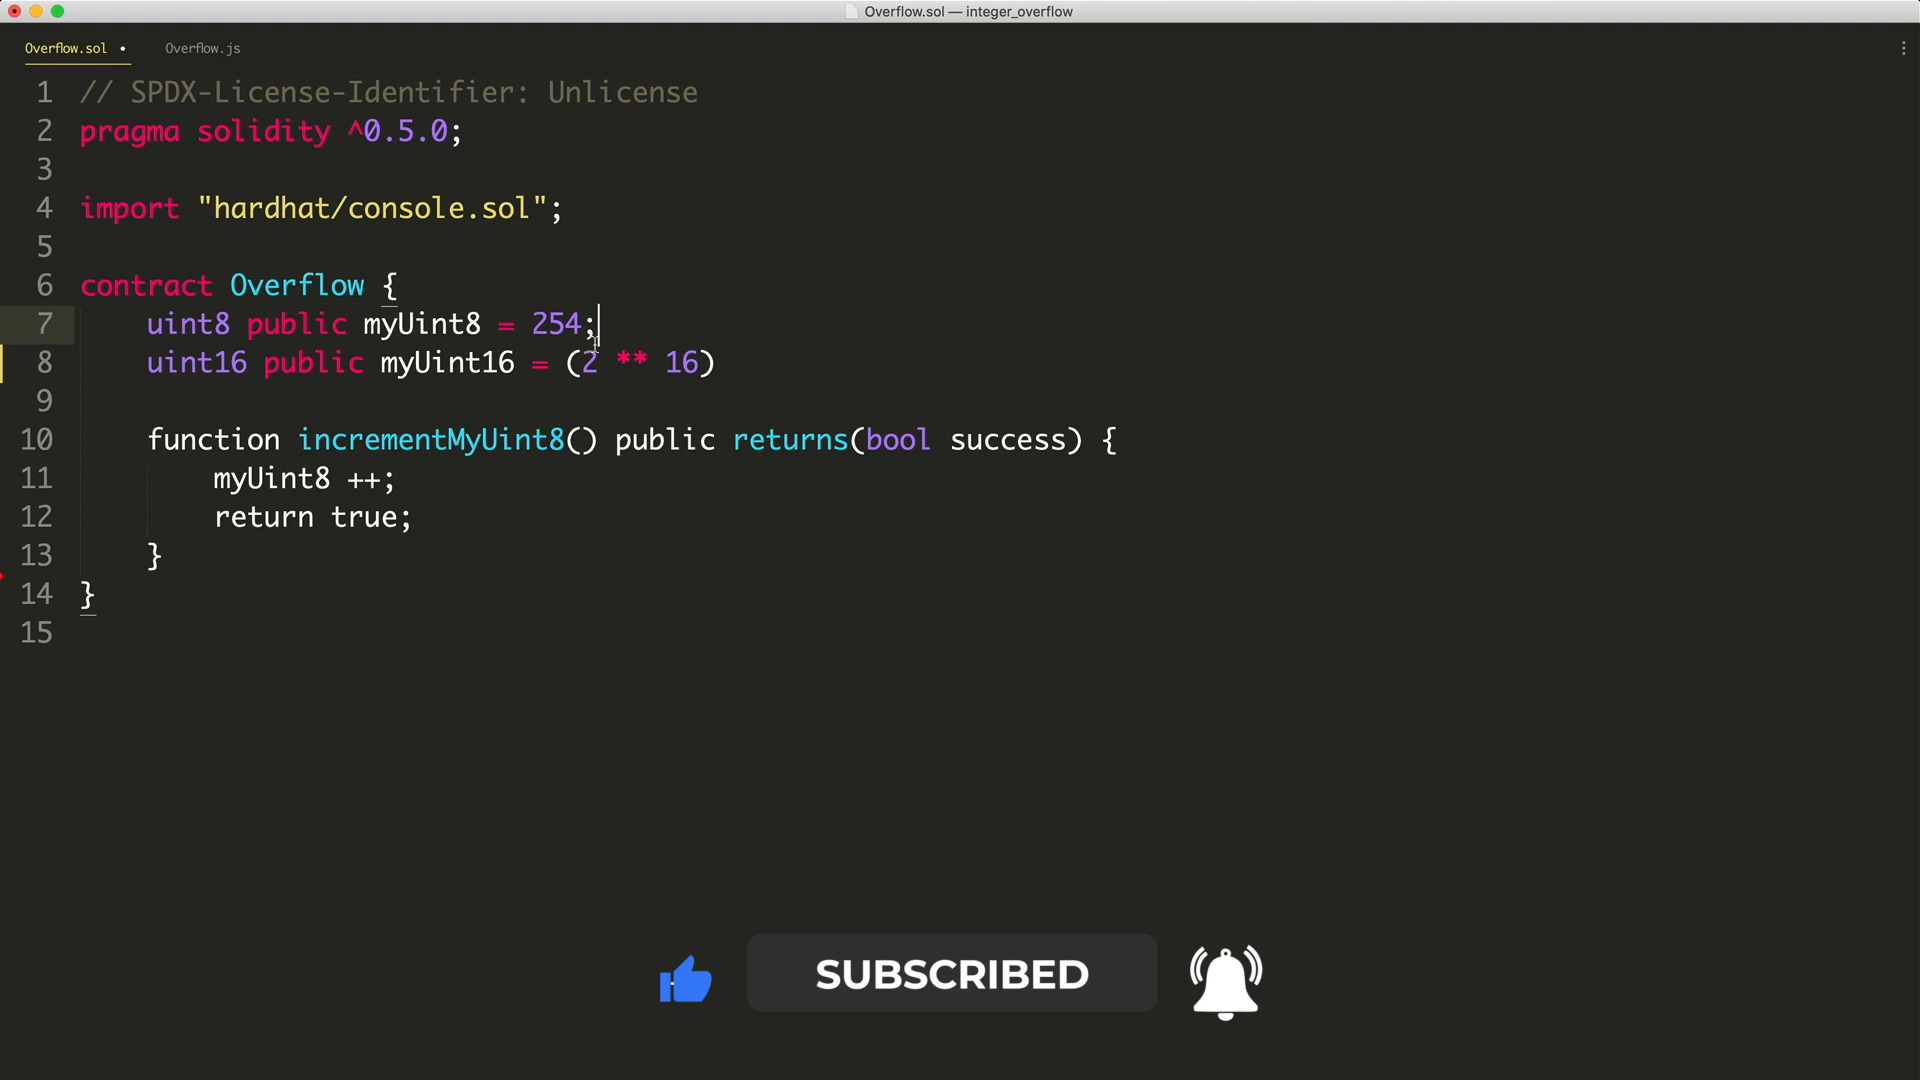 Overflow.sol — integer_overflow
Overflow.sol • Overflow.js
1 // SPDX-License-Identifier: Unlicense
2 pragma solidity ^0.5.0;
3
4 import "hardhat/console.sol";
5
6 contract Overflow {
7 uint8 public myUint8 = 254;
8 uint16 public myUint16 = (2 ** 16)
9
10 function incrementMyUint8() public returns(bool success) {
11 myUint8 ++;
12 return true;
13 }
14 }
15
SUBSCRIBED